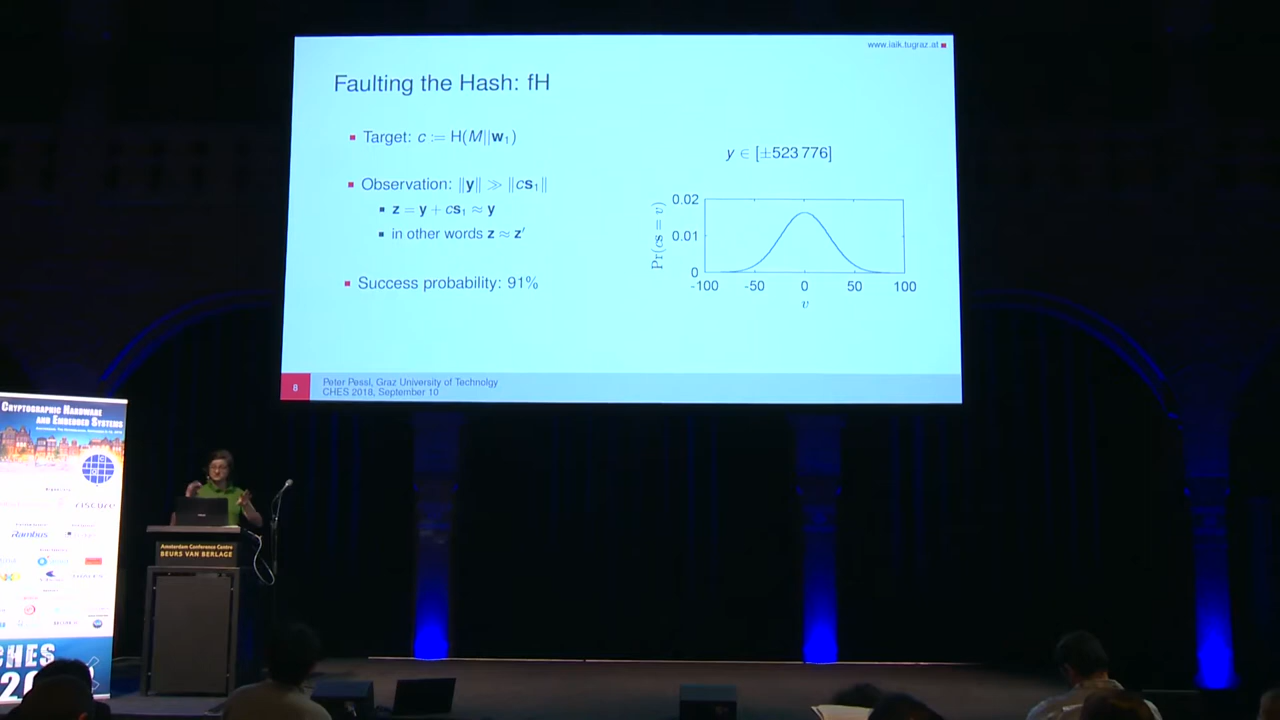 www.iaik.tugraz.at
Faulting the Hash: fH
Target: c := H(M||w₁)
y ∈ [±523 776]
Observation: ‖y‖ ≫ ‖cs₁‖
z = y + cs₁ ≈ y
in other words z ≈ z′
Success probability: 91%
Pr(cs = v)
0.02
0.01
0
-100 -50 0 50 100
v
8
Peter Pessl, Graz University of Technolgy
CHES 2018, September 10
CRYPTOGRAPHIC HARDWARE
AND EMBEDDED SYSTEMS
riscure
Rambus
THALES
CHES
Amsterdam Conference Centre
BEURS VAN BERLAGE